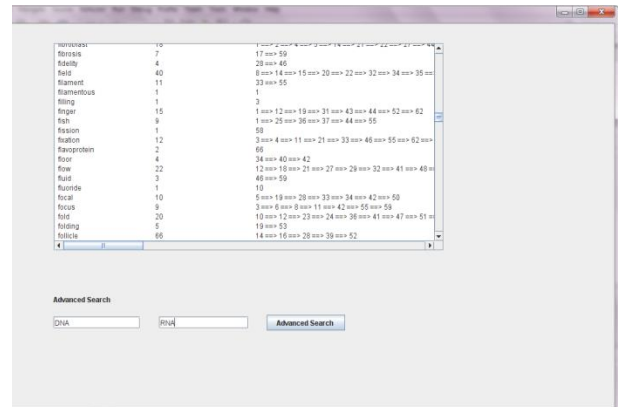 fibroblast 18
fibrosis 7 17 ==> 59
fidelity 4 28 ==> 46
field 40 8 ==> 14 ==> 15 ==> 20 ==> 22 ==> 32 ==> 34 ==> 35 ==
filament 11 33 ==> 55
filamentous 1 1
filling 1 3
finger 15 1 ==> 12 ==> 19 ==> 31 ==> 43 ==> 44 ==> 52 ==> 62
fish 9 1 ==> 25 ==> 36 ==> 37 ==> 44 ==> 55
fission 1 58
fixation 12 3 ==> 4 ==> 11 ==> 21 ==> 33 ==> 46 ==> 55 ==> 62 ==>
flavoprotein 2 66
floor 4 34 ==> 40 ==> 42
flow 22 12 ==> 18 ==> 21 ==> 27 ==> 29 ==> 32 ==> 41 ==> 48 =
fluid 3 46 ==> 59
fluoride 1 10
focal 10 5 ==> 19 ==> 28 ==> 33 ==> 34 ==> 42 ==> 50
focus 9 3 ==> 6 ==> 8 ==> 11 ==> 42 ==> 55 ==> 59
fold 20 10 ==> 12 ==> 23 ==> 24 ==> 36 ==> 41 ==> 47 ==> 51 =
folding 5 19 ==> 53
follicle 66 14 ==> 16 ==> 28 ==> 39 ==> 52
Advanced Search
DNA RNA Advanced Search